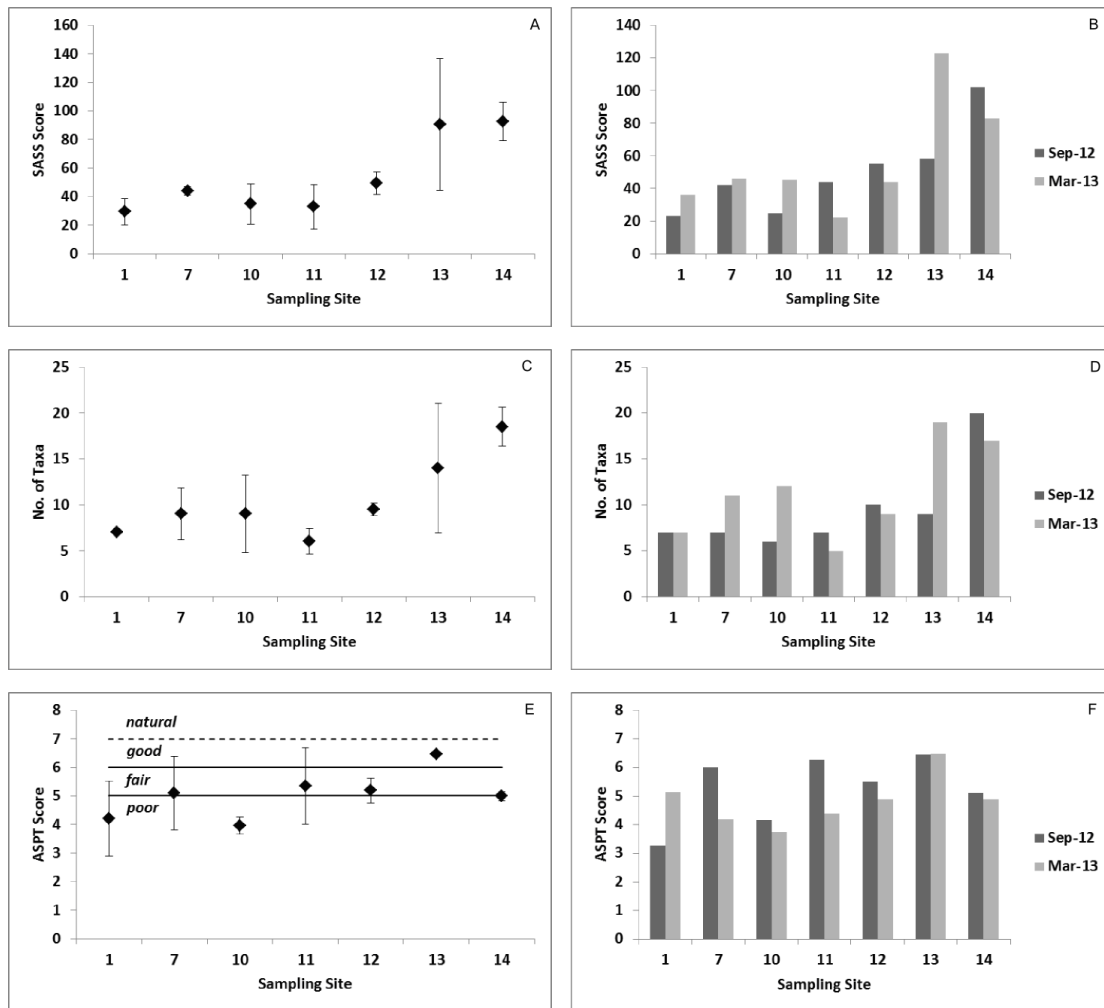 A
SASS Score
160
140
120
100
80
60
40
20
0
1 7 10 11 12 13 14
Sampling Site
B
SASS Score
140
120
100
80
60
40
20
0
1 7 10 11 12 13 14
Sampling Site
Sep-12
Mar-13
C
No. of Taxa
25
20
15
10
5
0
1 7 10 11 12 13 14
Sampling Site
D
No. of Taxa
25
20
15
10
5
0
1 7 10 11 12 13 14
Sampling Site
Sep-12
Mar-13
E
ASPT Score
8
7
6
5
4
3
2
1
0
natural
good
fair
poor
1 7 10 11 12 13 14
Sampling Site
F
ASPT Score
8
7
6
5
4
3
2
1
0
1 7 10 11 12 13 14
Sampling Site
Sep-12
Mar-13